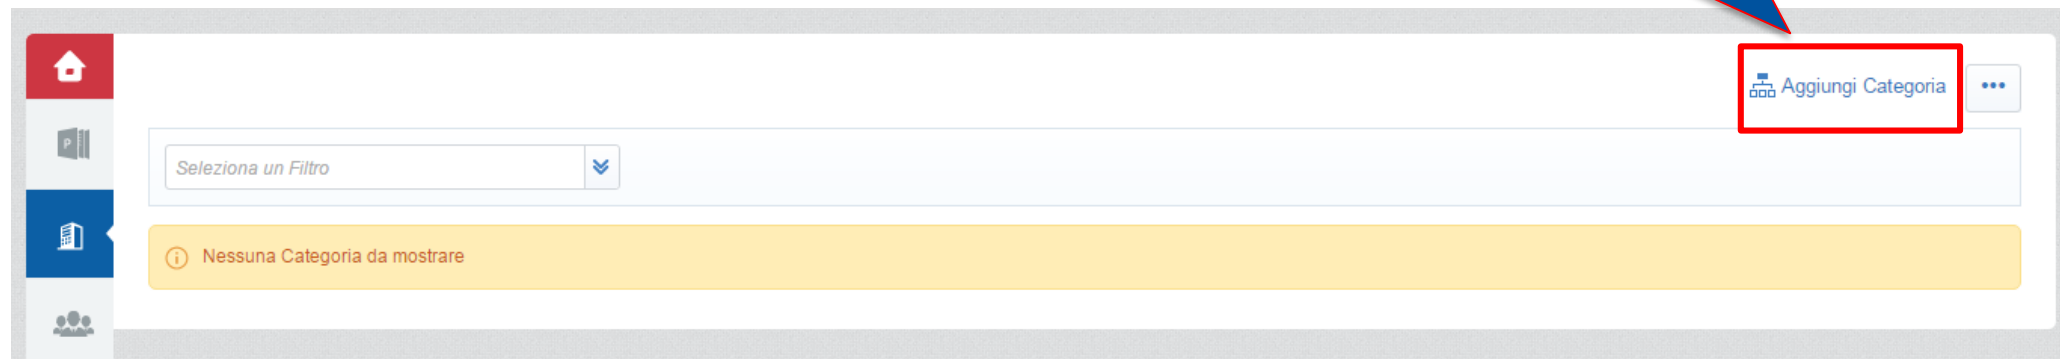 Aggiungi Categoria
P
Seleziona un Filtro
Nessuna Categoria da mostrare